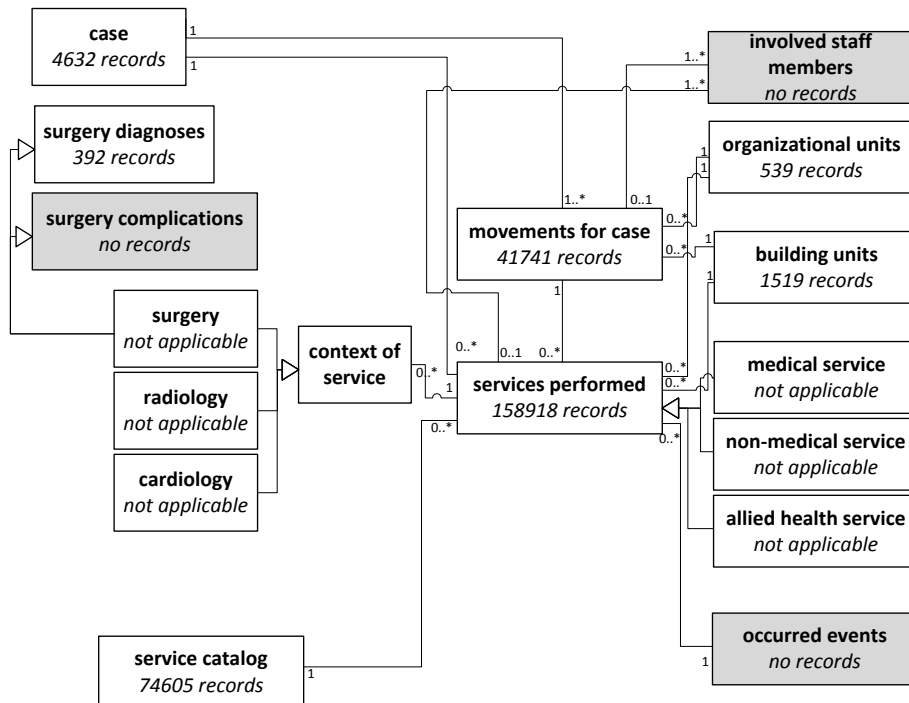 case
4632 records
1
1
involved staff
members
no records
1..*
1..*
surgery diagnoses
392 records
organizational units
539 records
1
1
surgery complications
no records
1..*
0..1
movements for case
41741 records
0..*
0..*
1
building units
1519 records
1
1
surgery
not applicable
context of
service
0..*
1
0..*
0..1
0..*
services performed
158918 records
0..*
0..*
0..*
0..*
medical service
not applicable
radiology
not applicable
non-medical service
not applicable
cardiology
not applicable
allied health service
not applicable
service catalog
74605 records
1
occurred events
no records
1